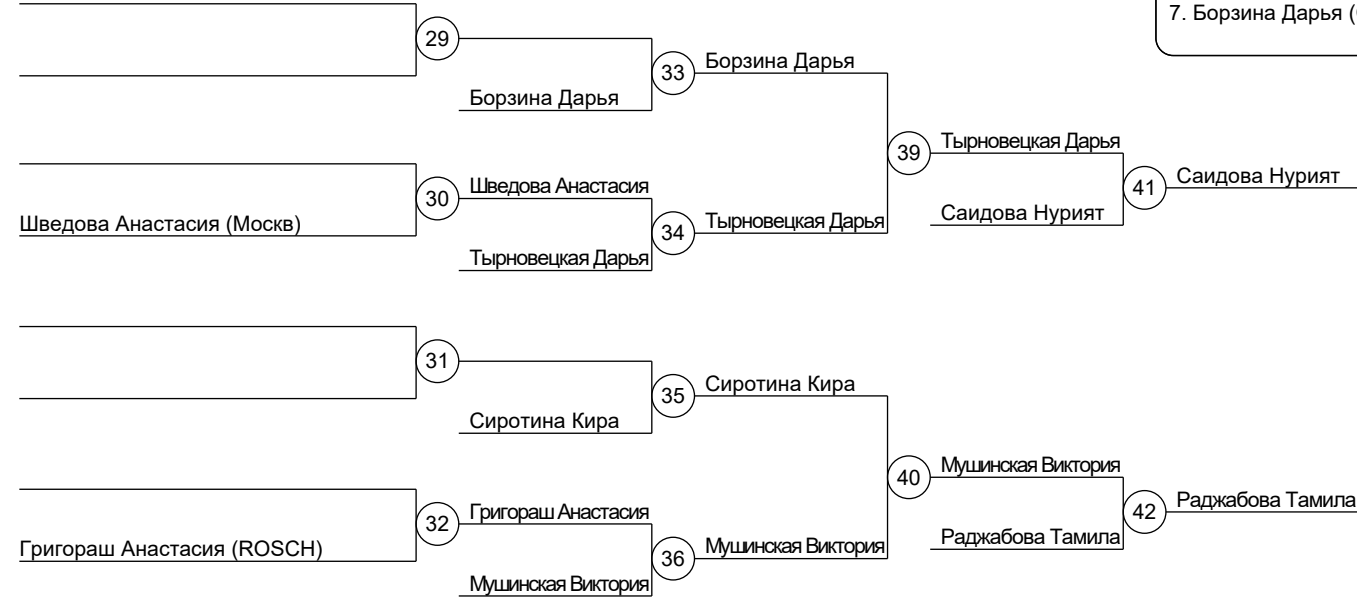 7. Борзина Дарья (
29
33
Борзина Дарья
Борзина Дарья
39
Тырновецкая Дарья
30
Шведова Анастасия
41
Саидова Нурият
Шведова Анастасия (Москв)
34
Тырновецкая Дарья
Саидова Нурият
Тырновецкая Дарья
31
35
Сиротина Кира
Сиротина Кира
40
Мушинская Виктория
32
Григораш Анастасия
42
Раджабова Тамила
Григораш Анастасия (ROSCH)
36
Мушинская Виктория
Раджабова Тамила
Мушинская Виктория